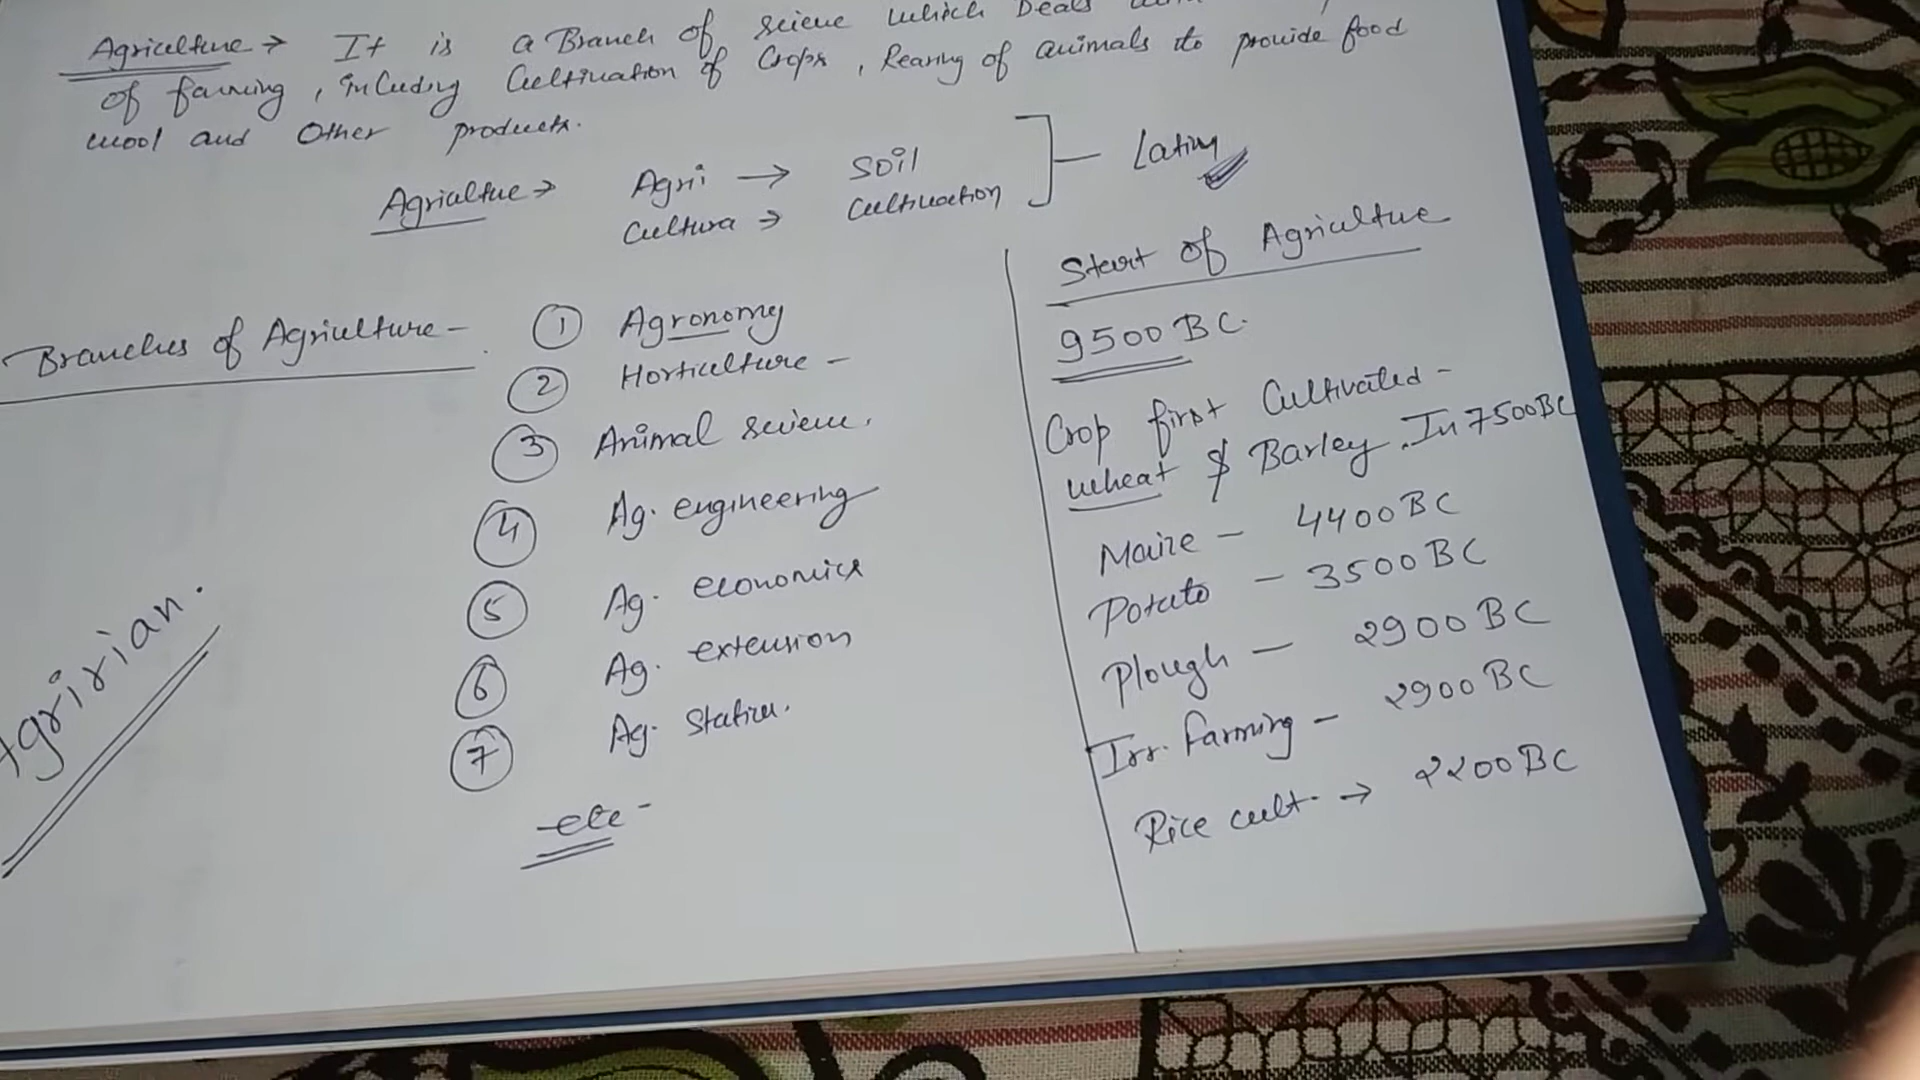 Agriculture → It is a Branch of science which Deals
of farming, including Cultivation of Crops, Rearing of animals to provide food
wool and Other products.
Agriculture → Agri → Soil
Cultura → Cultivation
Latin
Branches of Agriculture -
① Agronomy
② Horticulture -
③ Animal science.
④ Ag. engineering
⑤ Ag. economics
⑥ Ag. extension
⑦ Ag. Station.
etc -
Agririan.
Start of Agriculture
9500 BC.
Crop first Cultivated -
wheat & Barley. In 7500BC
Maize - 4400 BC
Potato - 3500 BC
Plough - 2900 BC
Irr. farming - 2900 BC
Rice cult. → 2200 BC